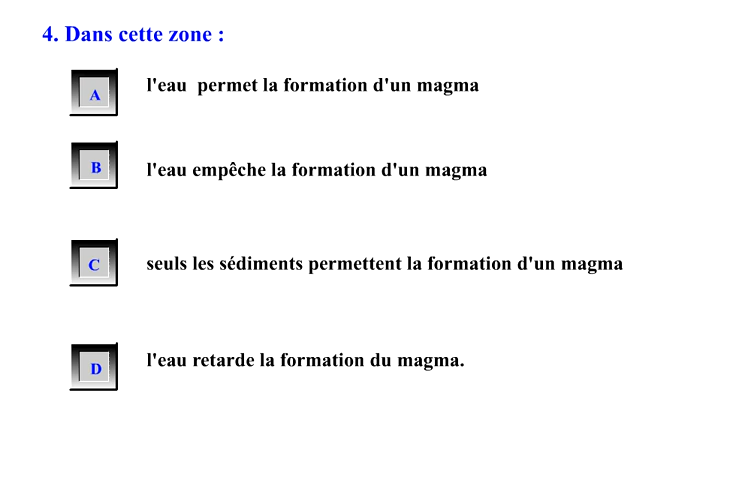 4. Dans cette zone :
A l'eau permet la formation d'un magma
B l'eau empêche la formation d'un magma
C seuls les sédiments permettent la formation d'un magma
D l'eau retarde la formation du magma.